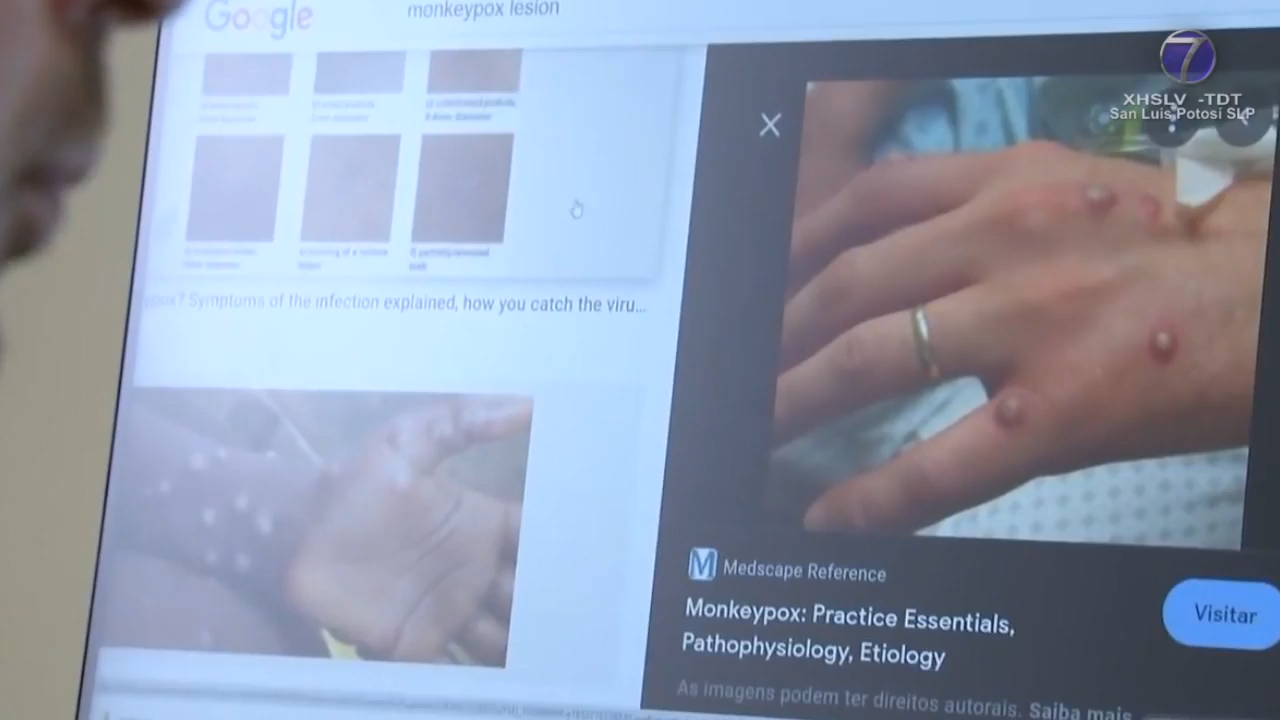 Google
monkeypox lesion
7
XHSLV -TDT
San Luis Potosí SLP
? Symptoms of the infection explained, how you catch the viru...
M Medscape Reference
Monkeypox: Practice Essentials,
Pathophysiology, Etiology
Visitar
As imagens podem ter direitos autorais. Saiba mais